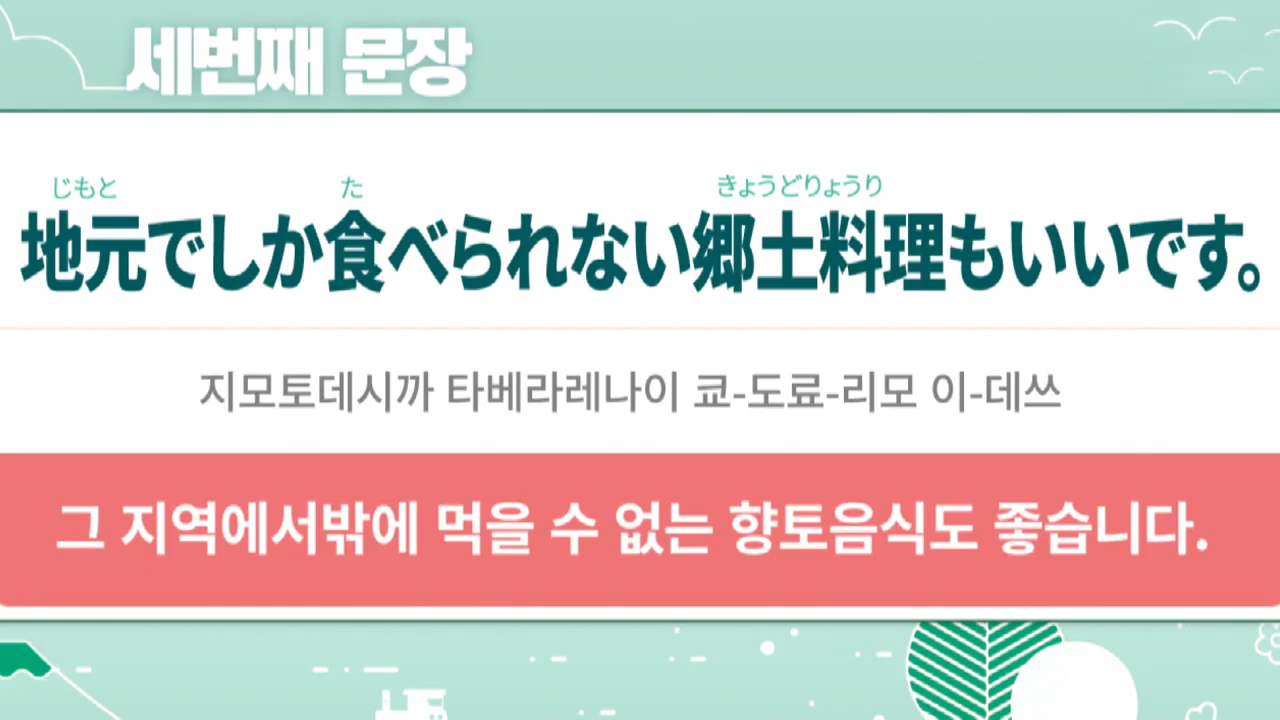 세번째 문장
じもと た きょうどりょうり
地元でしか食べられない郷土料理もいいです。
지모토데시까 타베라레나이 쿄-도료-리모 이-데쓰
그 지역에서밖에 먹을 수 없는 향토음식도 좋습니다.